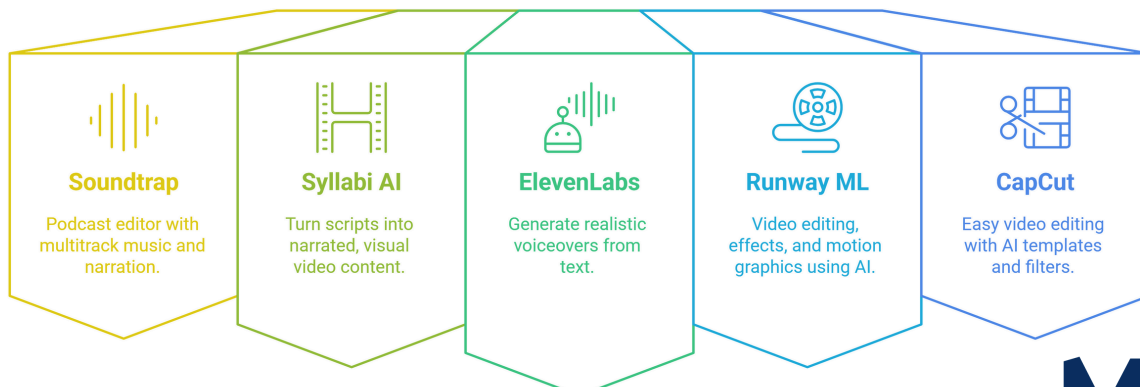 Soundtrap
Podcast editor with
multitrack music and
narration.
Syllabi AI
Turn scripts into
narrated, visual
video content.
ElevenLabs
Generate realistic
voiceovers from
text.
Runway ML
Video editing,
effects, and motion
graphics using AI.
CapCut
Easy video editing
with AI templates
and filters.